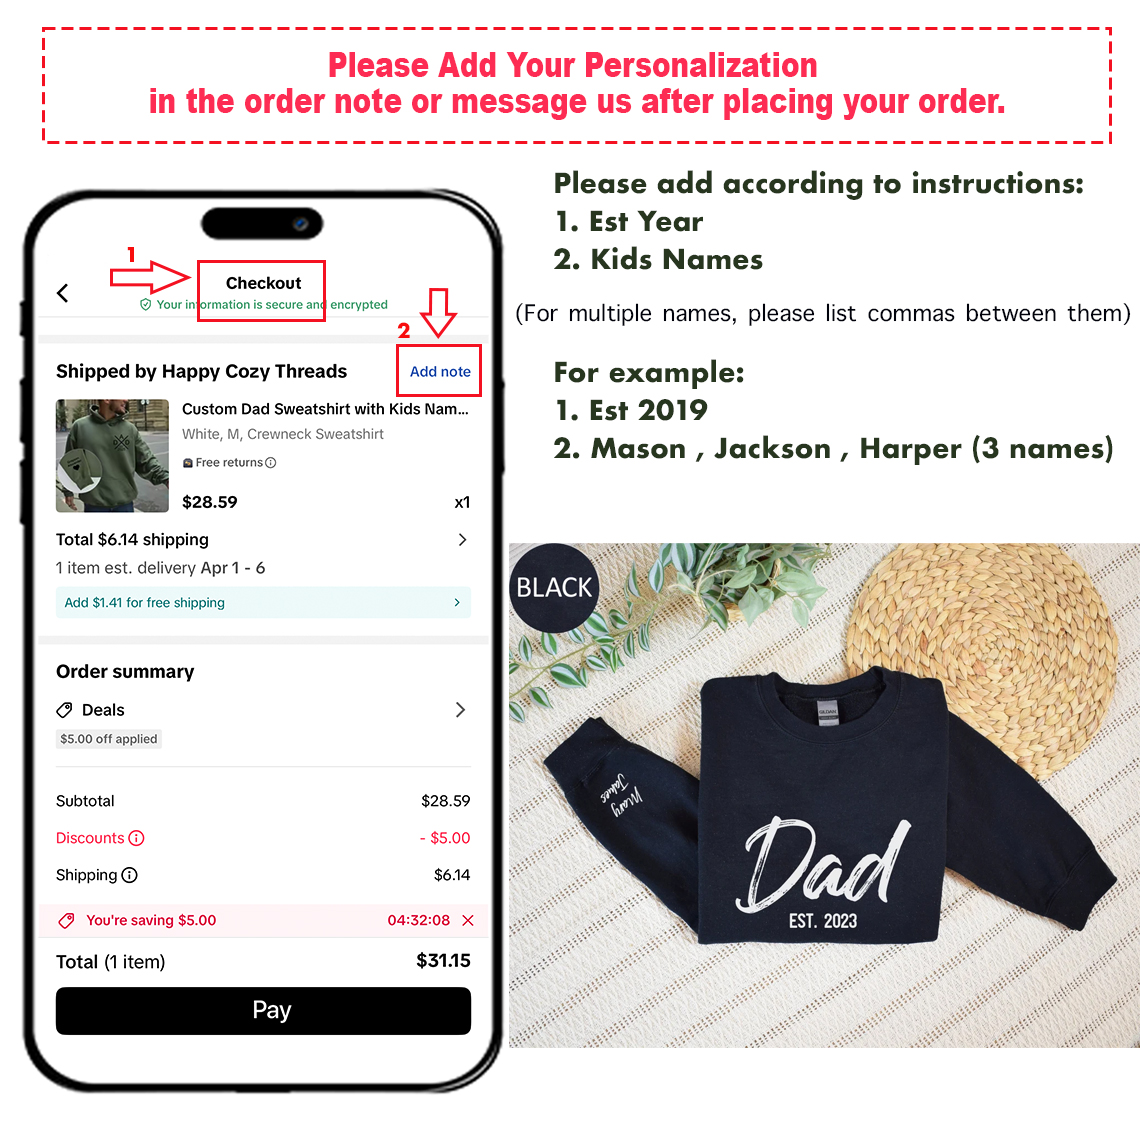 Please Add Your Personalization
in the order note or message us after placing your order.
Please add according to instructions:
1. Est Year
2. Kids Names
(For multiple names, please list commas between them)
For example:
1. Est 2019
2. Mason , Jackson , Harper (3 names)
1
Checkout
Your information is secure and encrypted
2
Shipped by Happy Cozy Threads
Add note
Custom Dad Sweatshirt with Kids Nam...
White, M, Crewneck Sweatshirt
Free returns
$28.59
x1
Total $6.14 shipping
1 item est. delivery Apr 1 - 6
Add $1.41 for free shipping
Order summary
Deals
$5.00 off applied
Subtotal
$28.59
Discounts
- $5.00
Shipping
$6.14
You're saving $5.00
04:32:08
Total (1 item)
$31.15
Pay
BLACK
GILDAN
James
Mary
Dad
EST. 2023